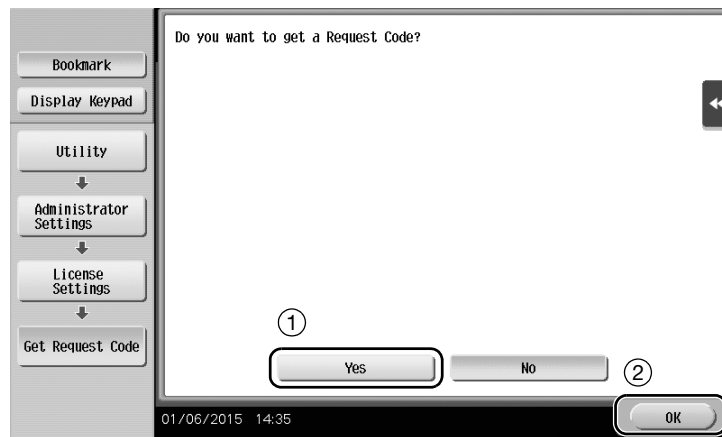 Do you want to get a Request Code?
Bookmark
Display Keypad
Utility
Administrator
Settings
License
Settings
Get Request Code
1
Yes
No
2
01/06/2015 14:35
OK